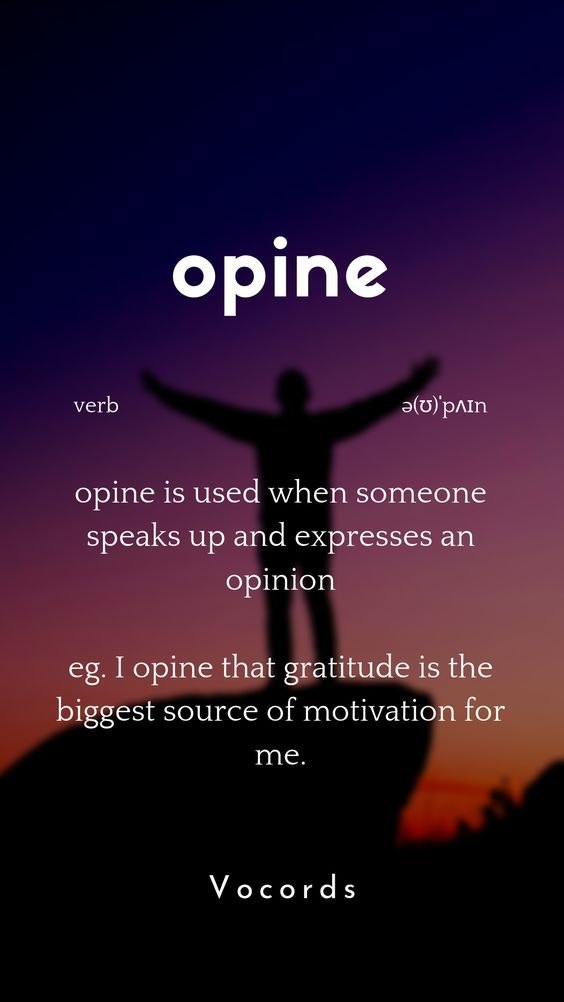 opine
verb ə(ʊ)ˈpʌɪn
opine is used when someone
speaks up and expresses an
opinion
eg. I opine that gratitude is the
biggest source of motivation for
me.
Vocords